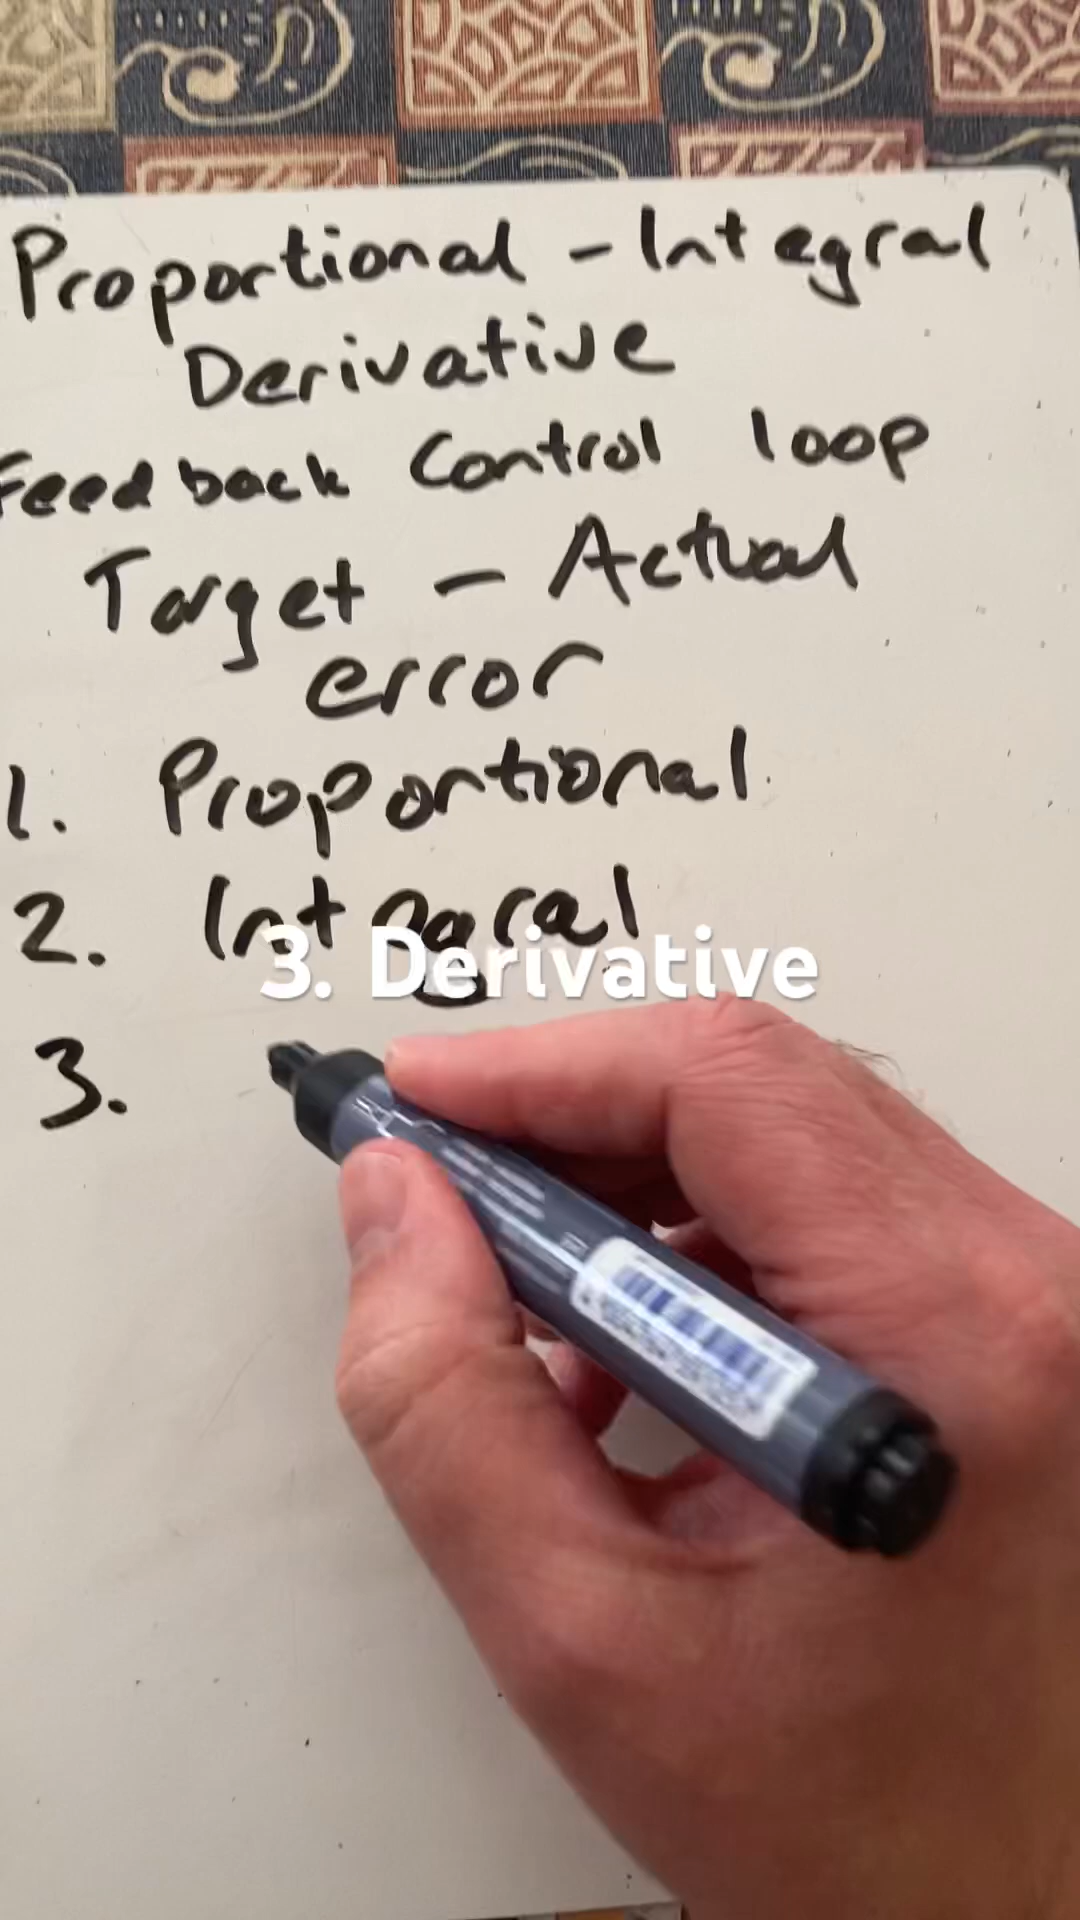 Proportional - Integral
Derivative
Feedback Control loop
Target - Actual
error
1. Proportional
2. Integral
3. Derivative
3.